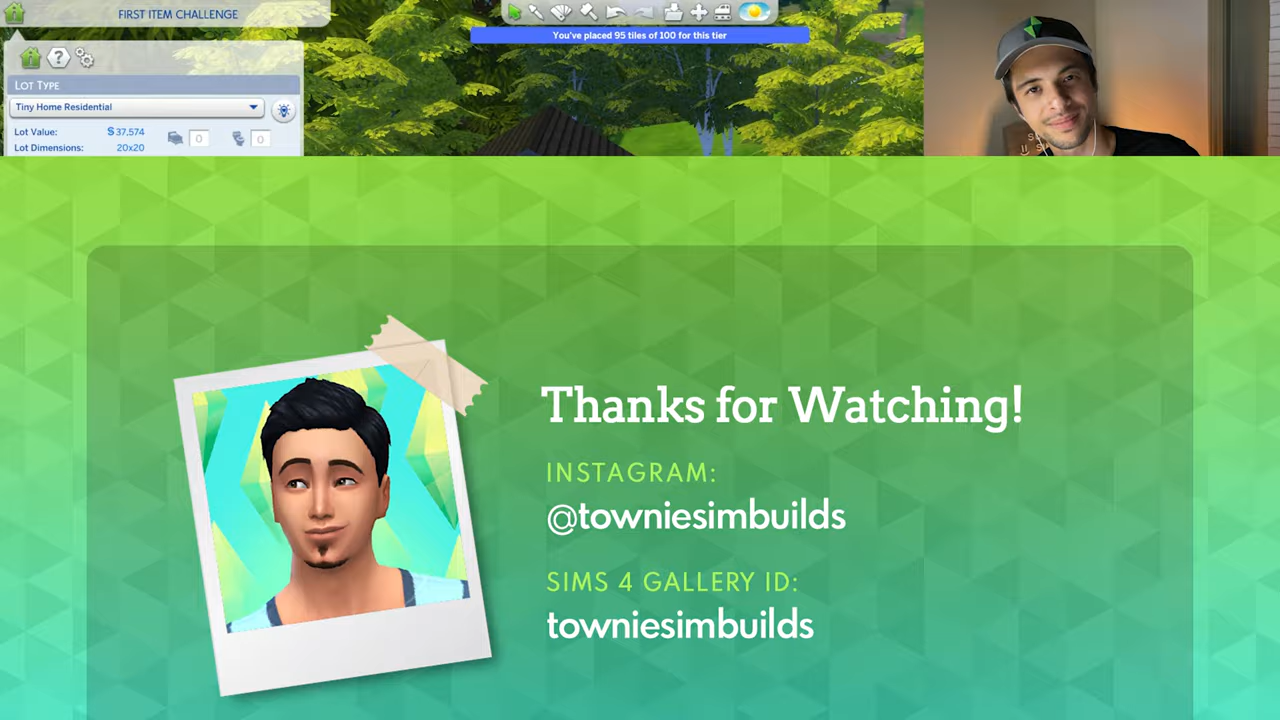 FIRST ITEM CHALLENGE
You've placed 95 tiles of 100 for this tier
LOT TYPE
Tiny Home Residential
Lot Value: §37,574 0 0
Lot Dimensions: 20x20
Thanks for Watching!
INSTAGRAM:
@towniesimbuilds
SIMS 4 GALLERY ID:
towniesimbuilds